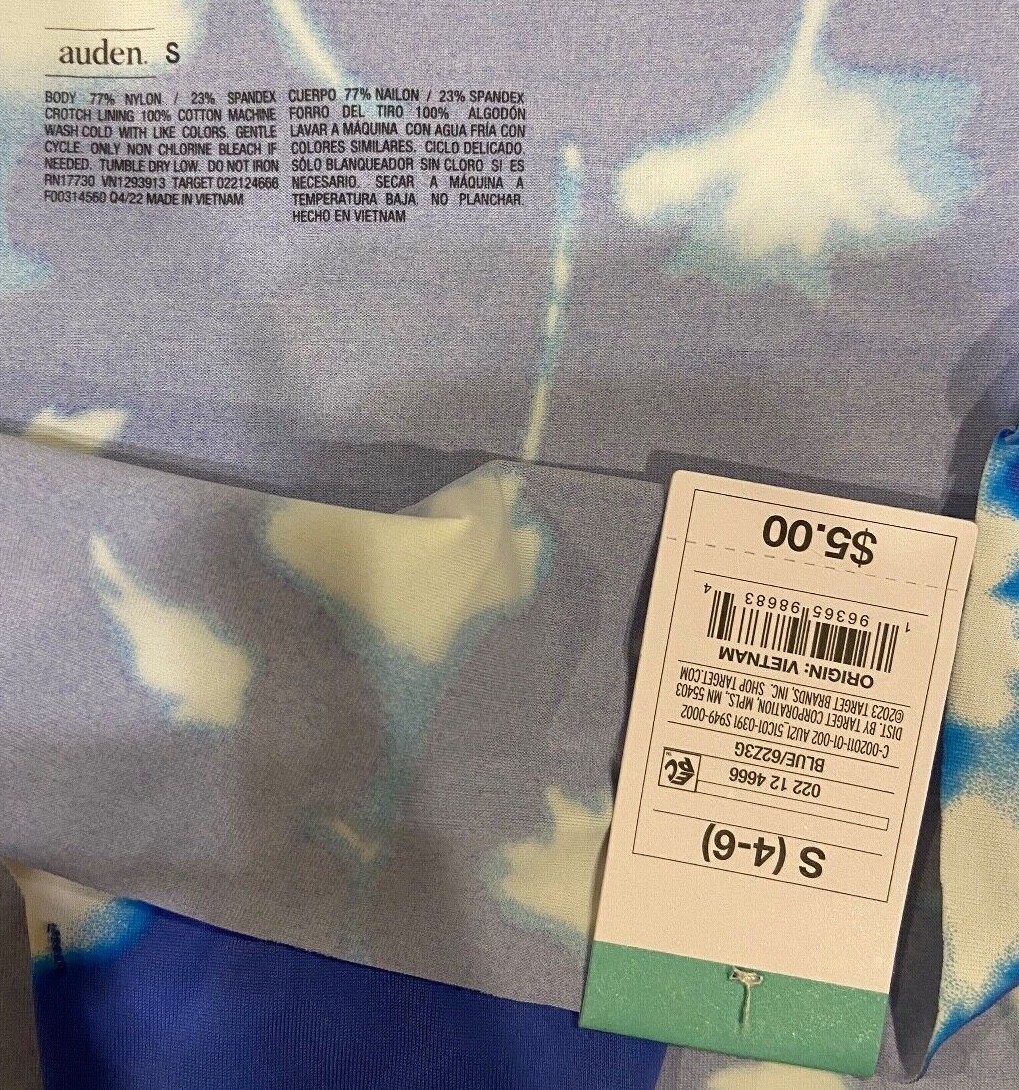 auden. S
BODY 77% NYLON / 23% SPANDEX
CROTCH LINING 100% COTTON MACHINE
WASH COLD WITH LIKE COLORS. GENTLE
CYCLE. ONLY NON CHLORINE BLEACH IF
NEEDED. TUMBLE DRY LOW. DO NOT IRON
RN17730 VN1293913 TARGET 022124666
F00314560 Q4/22 MADE IN VIETNAM
CUERPO 77% NAILON / 23% SPANDEX
FORRO DEL TIRO 100% ALGODÓN
LAVAR A MÁQUINA CON AGUA FRÍA CON
COLORES SIMILARES. CICLO DELICADO.
SÓLO BLANQUEADOR SIN CLORO SI ES
NECESARIO. SECAR A MÁQUINA A
TEMPERATURA BAJA. NO PLANCHAR.
HECHO EN VIETNAM
S (4-6)
022 12 4666
BLUE/62Z3G
C-002011-01-002 AU21_51C01-0391 S949-0002
DIST. BY TARGET CORPORATION, MPLS, MN 55403
©2023 TARGET BRANDS, INC. SHOP TARGET.COM
ORIGIN: VIETNAM
1 96365 98683 4
$5.00